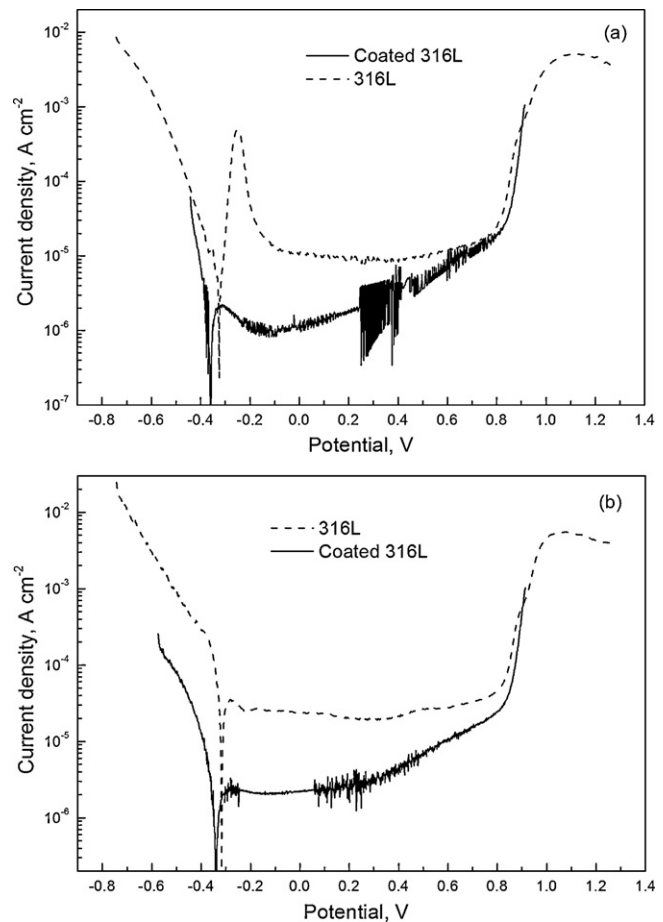 (a)
Coated 316L
316L
10⁻²
10⁻³
10⁻⁴
10⁻⁵
10⁻⁶
10⁻⁷
Current density, A cm⁻²
-0.8 -0.6 -0.4 -0.2 0.0 0.2 0.4 0.6 0.8 1.0 1.2 1.4
Potential, V
(b)
316L
Coated 316L
10⁻²
10⁻³
10⁻⁴
10⁻⁵
10⁻⁶
Current density, A cm⁻²
-0.8 -0.6 -0.4 -0.2 0.0 0.2 0.4 0.6 0.8 1.0 1.2 1.4
Potential, V